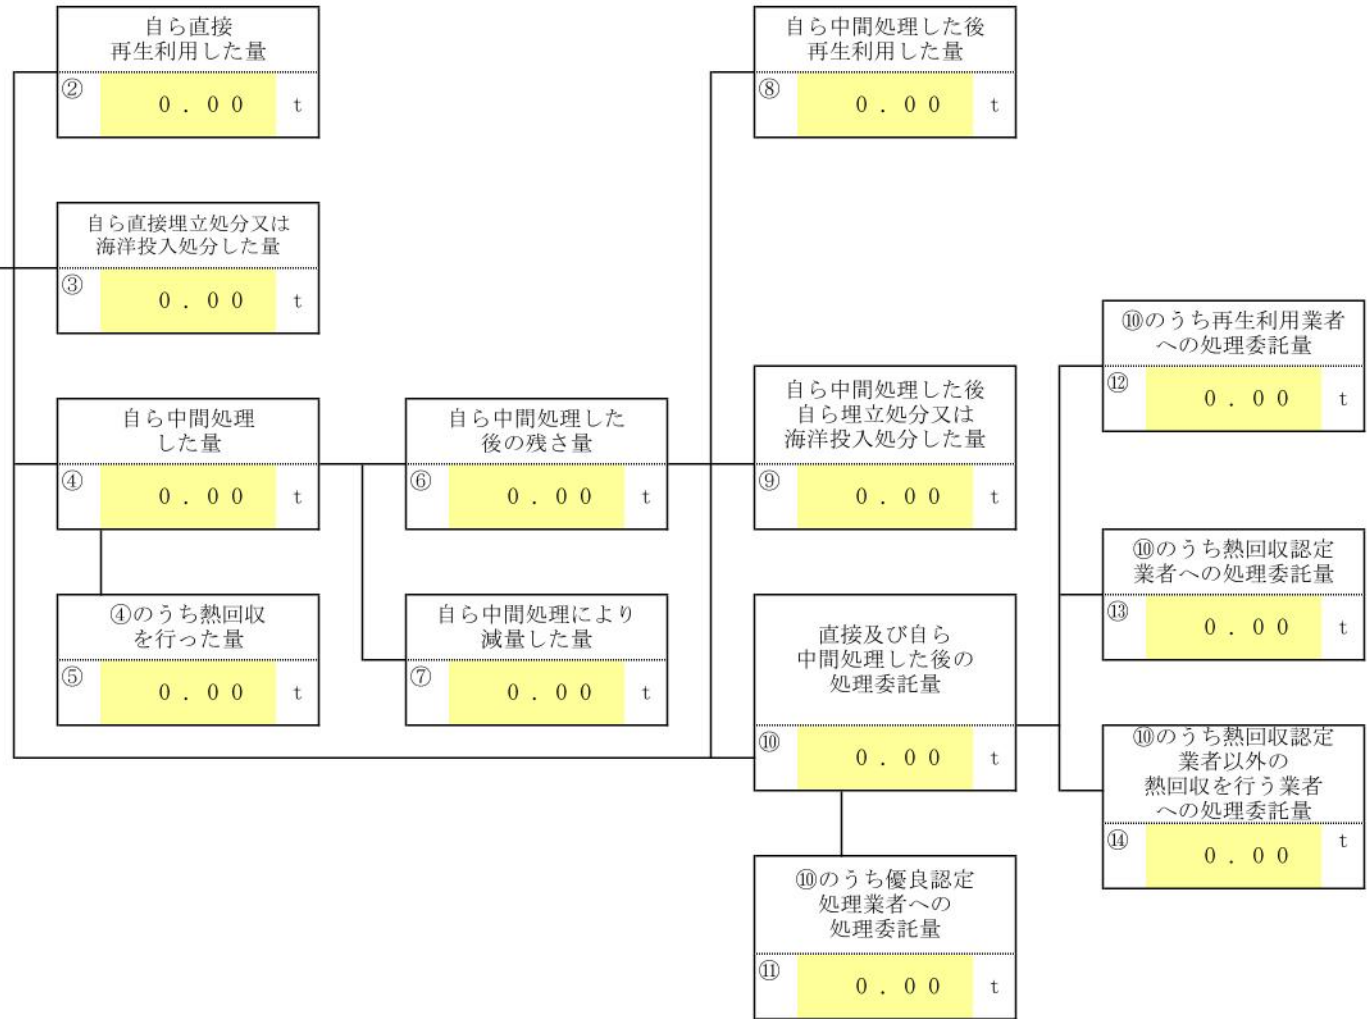 自ら直接
再生利用した量
② 0.00 t
自ら中間処理した後
再生利用した量
⑧ 0.00 t
自ら直接埋立処分又は
海洋投入処分した量
③ 0.00 t
⑩のうち再生利用業者
への処理委託量
⑫ 0.00 t
自ら中間処理
した量
④ 0.00 t
自ら中間処理した
後の残さ量
⑥ 0.00 t
自ら中間処理した後
自ら埋立処分又は
海洋投入処分した量
⑨ 0.00 t
⑩のうち熱回収認定
業者への処理委託量
⑬ 0.00 t
④のうち熱回収
を行った量
⑤ 0.00 t
自ら中間処理により
減量した量
⑦ 0.00 t
直接及び自ら
中間処理した後の
処理委託量
⑩ 0.00 t
⑩のうち熱回収認定
業者以外の
熱回収を行う業者
への処理委託量
⑭ 0.00 t
⑩のうち優良認定
処理業者への
処理委託量
⑪ 0.00 t